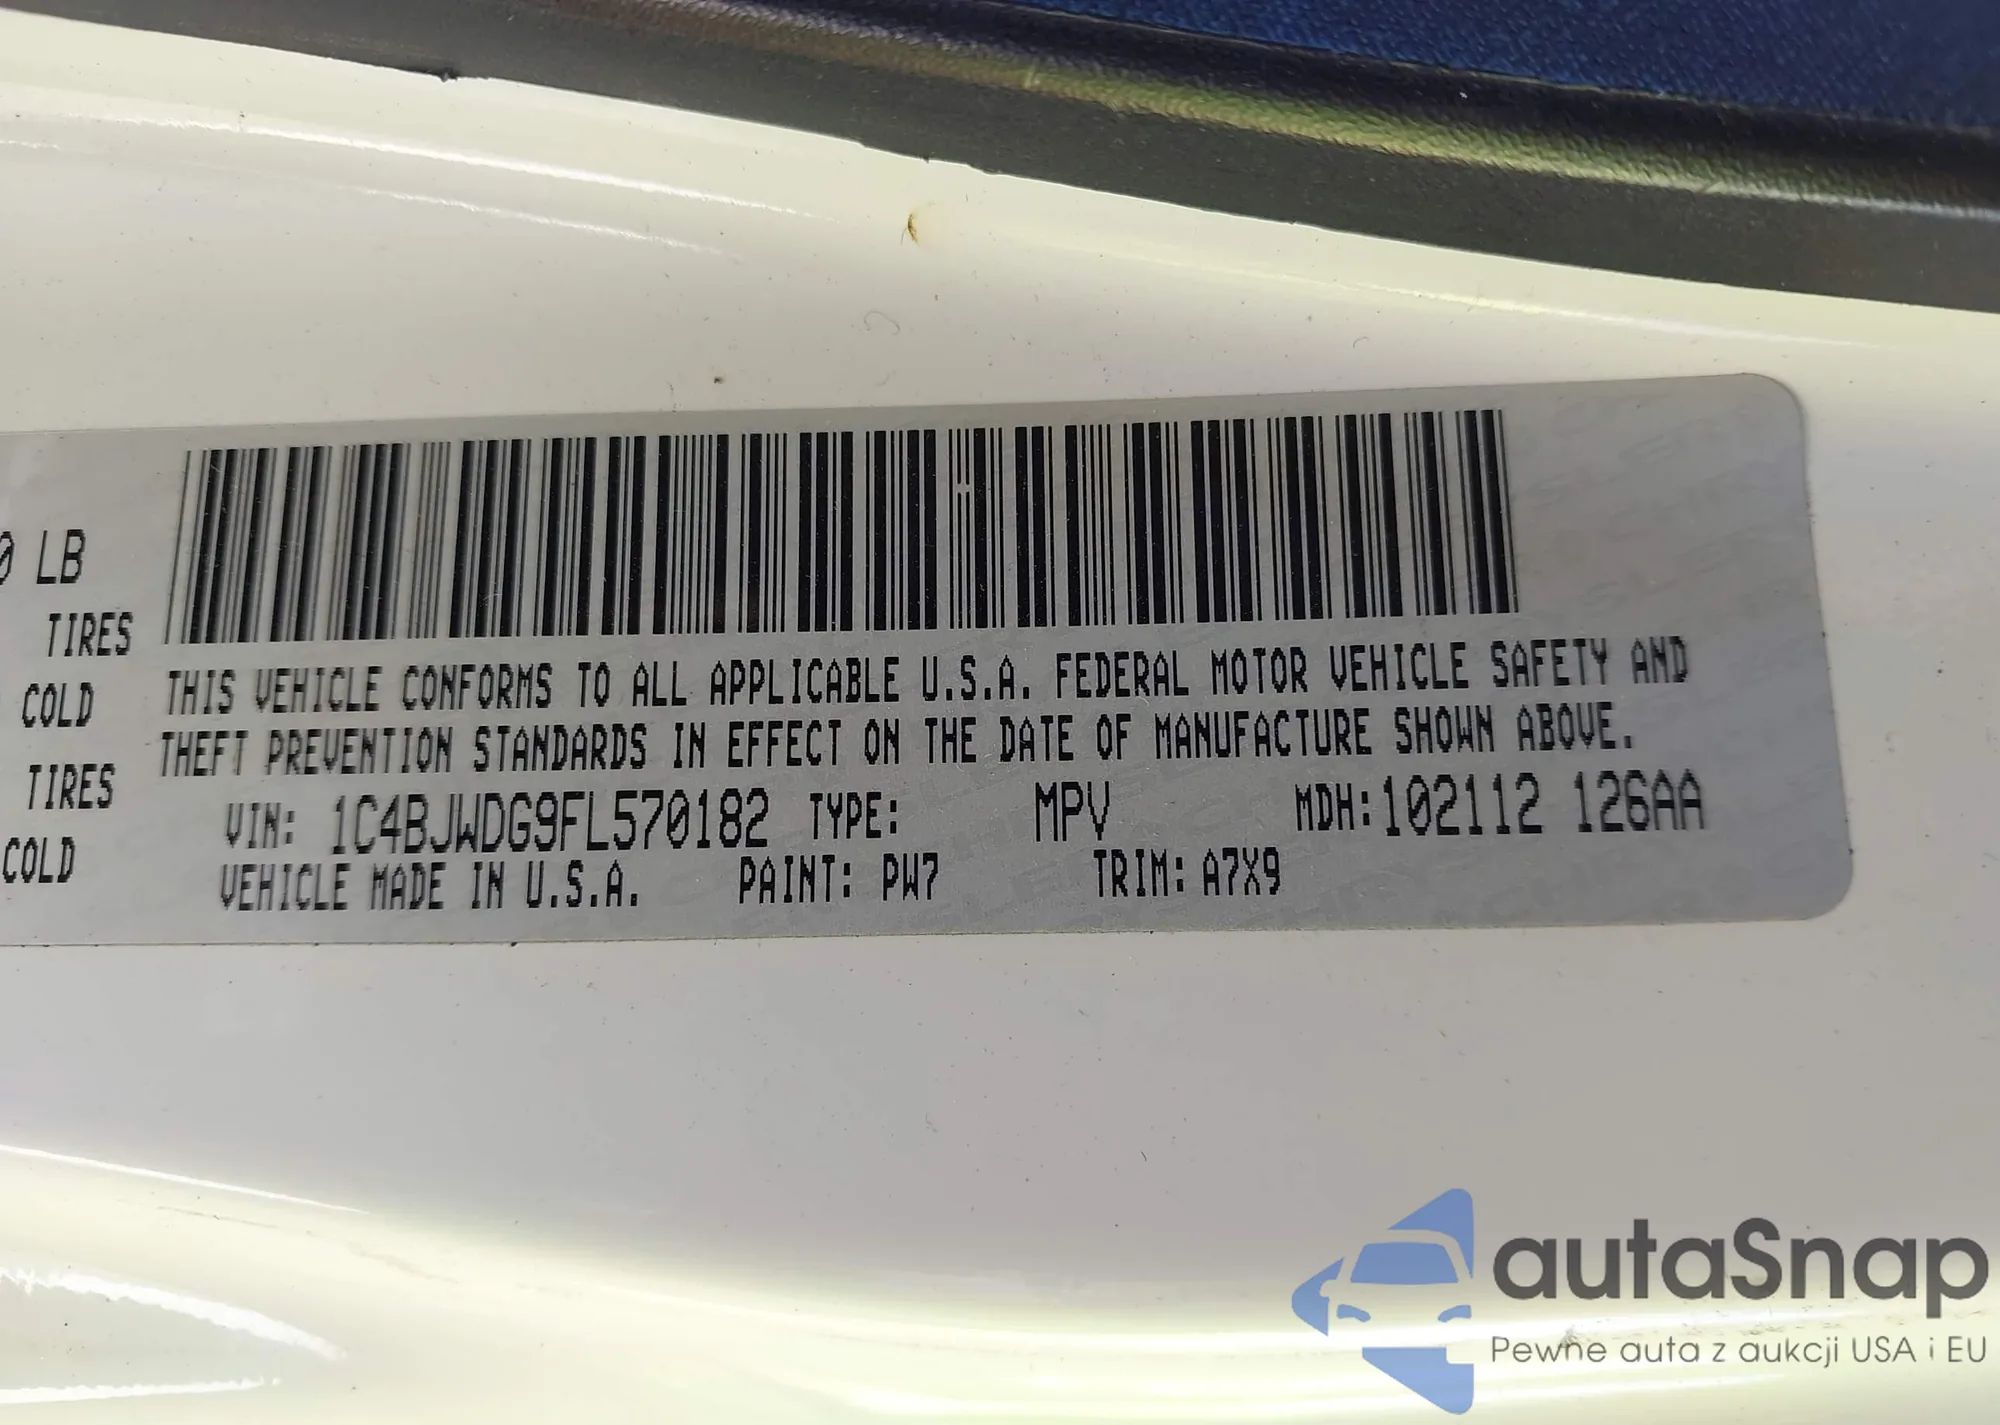 0 LB
TIRES
COLD
TIRES
COLD
THIS VEHICLE CONFORMS TO ALL APPLICABLE U.S.A. FEDERAL MOTOR VEHICLE SAFETY AND
THEFT PREVENTION STANDARDS IN EFFECT ON THE DATE OF MANUFACTURE SHOWN ABOVE.
VIN: 1C4BJWDG9FL570182 TYPE: MPV MDH:102112 126AA
VEHICLE MADE IN U.S.A. PAINT: PW7 TRIM: A7X9
autaSnap
Pewne auta z aukcji USA i EU